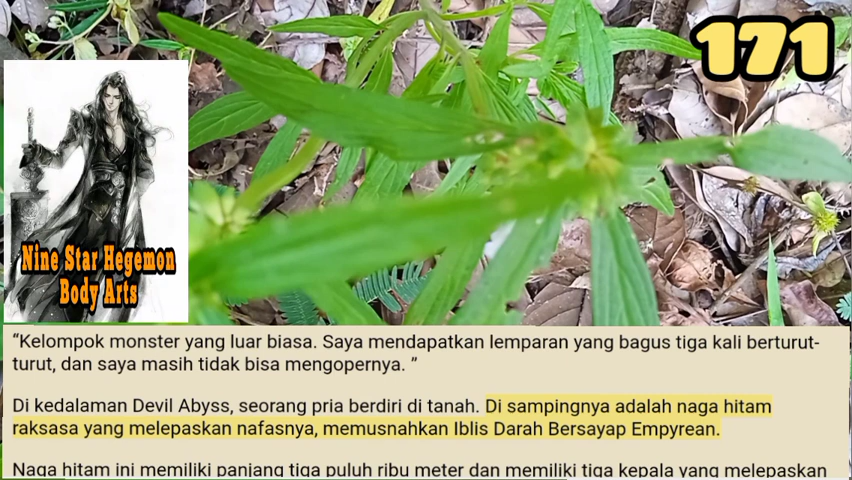 171
Nine Star Hegemon
Body Arts
“Kelompok monster yang luar biasa. Saya mendapatkan lemparan yang bagus tiga kali berturut-
turut, dan saya masih tidak bisa mengopernya. ”
Di kedalaman Devil Abyss, seorang pria berdiri di tanah. Di sampingnya adalah naga hitam
raksasa yang melepaskan nafasnya, memusnahkan Iblis Darah Bersayap Empyrean.
Naga hitam ini memiliki panjang tiga puluh ribu meter dan memiliki tiga kepala yang melepaskan